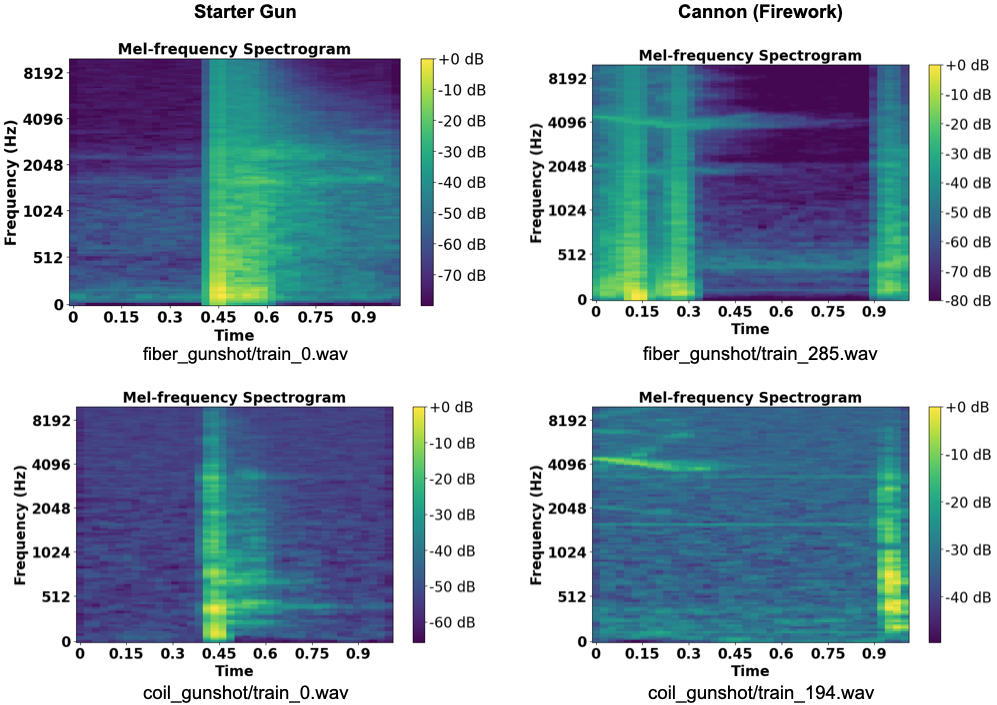 Starter Gun
Cannon (Firework)
Mel-frequency Spectrogram
Frequency (Hz)
8192
4096
2048
1024
512
0
0 0.15 0.3 0.45 0.6 0.75 0.9
Time
+0 dB
-10 dB
-20 dB
-30 dB
-40 dB
-50 dB
-60 dB
-70 dB
fiber_gunshot/train_0.wav
Mel-frequency Spectrogram
Frequency (Hz)
8192
4096
2048
1024
512
0
0 0.15 0.3 0.45 0.6 0.75 0.9
Time
+0 dB
-10 dB
-20 dB
-30 dB
-40 dB
-50 dB
-60 dB
-70 dB
-80 dB
fiber_gunshot/train_285.wav
Mel-frequency Spectrogram
Frequency (Hz)
8192
4096
2048
1024
512
0
0 0.15 0.3 0.45 0.6 0.75 0.9
Time
+0 dB
-10 dB
-20 dB
-30 dB
-40 dB
-50 dB
-60 dB
coil_gunshot/train_0.wav
Mel-frequency Spectrogram
Frequency (Hz)
8192
4096
2048
1024
512
0
0 0.15 0.3 0.45 0.6 0.75 0.9
Time
+0 dB
-10 dB
-20 dB
-30 dB
-40 dB
coil_gunshot/train_194.wav